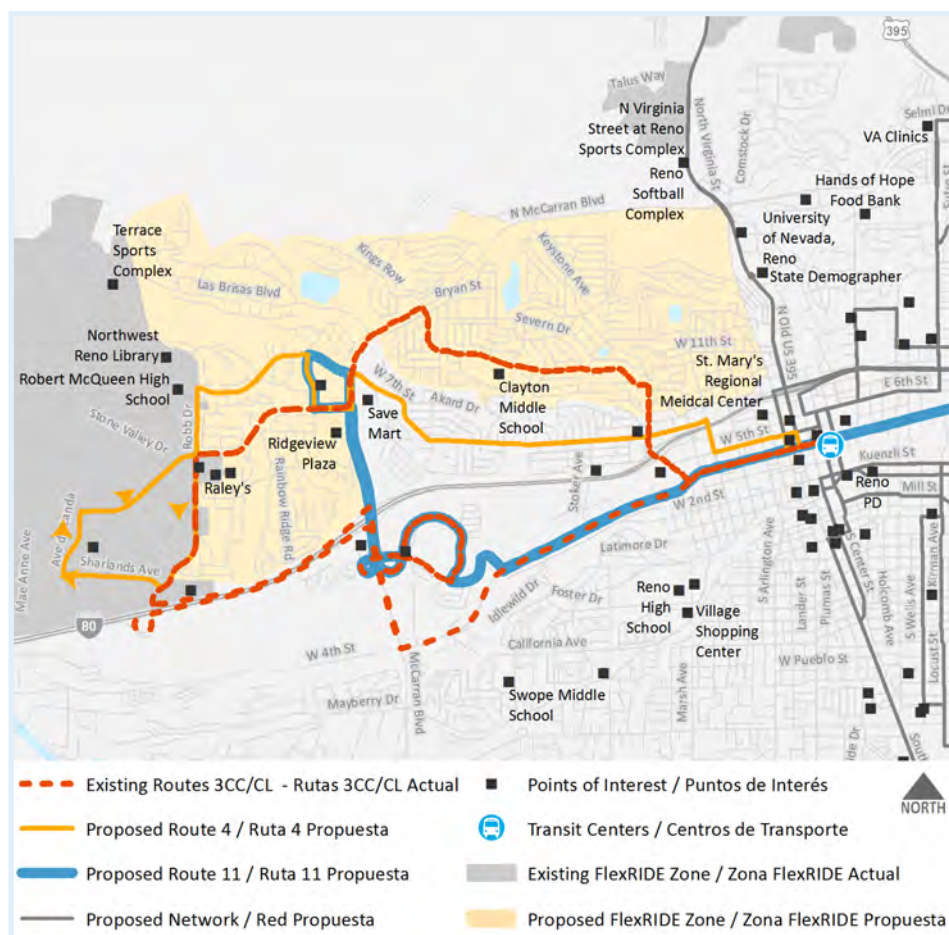 395
Talus Way
Selmi Dr
N Virginia
Street at Reno
Sports Complex
North Virginia St
Comstock Dr
VA Clinics
Reno
Softball
Complex
Hands of Hope
Food Bank
N McCarran Blvd
Terrace
Sports
Complex
Kings Row
Keystone Ave
University
of Nevada,
Reno
State Demographer
Las Brisas Blvd
Bryan St
Severn Dr
N Old US 395
Northwest
Reno Library
W 11th St
Robert McQueen High
School
W 7th St
Clayton
Middle
School
St. Mary's
Regional
Meidcal Center
E 6th St
Akard Dr
Save
Mart
Stone Valley Dr
Robb Dr
Ridgeview
Plaza
W 5th St
Kuenzli St
Raley's
Rainbow Ridge Rd
Stoker Ave
W 2nd St
Mill St
Reno
PD
Mae Anne Ave
Sharlands Ave
Latimore Dr
S Arlington Ave
Lander St
Plumas St
S Center St
Holcomb Ave
S Wells Ave
Kirman Ave
Locust St
Idlewild Dr
Foster Dr
Reno
High
School
Village
Shopping
Center
80
W 4th St
McCarran Blvd
California Ave
W Pueblo St
Mayberry Dr
Swope Middle
School
Marsh Ave
Existing Routes 3CC/CL - Rutas 3CC/CL Actual
Points of Interest / Puntos de Interés
NORTH
Proposed Route 4 / Ruta 4 Propuesta
Transit Centers / Centros de Transporte
Proposed Route 11 / Ruta 11 Propuesta
Existing FlexRIDE Zone / Zona FlexRIDE Actual
Proposed Network / Red Propuesta
Proposed FlexRIDE Zone / Zona FlexRIDE Propuesta